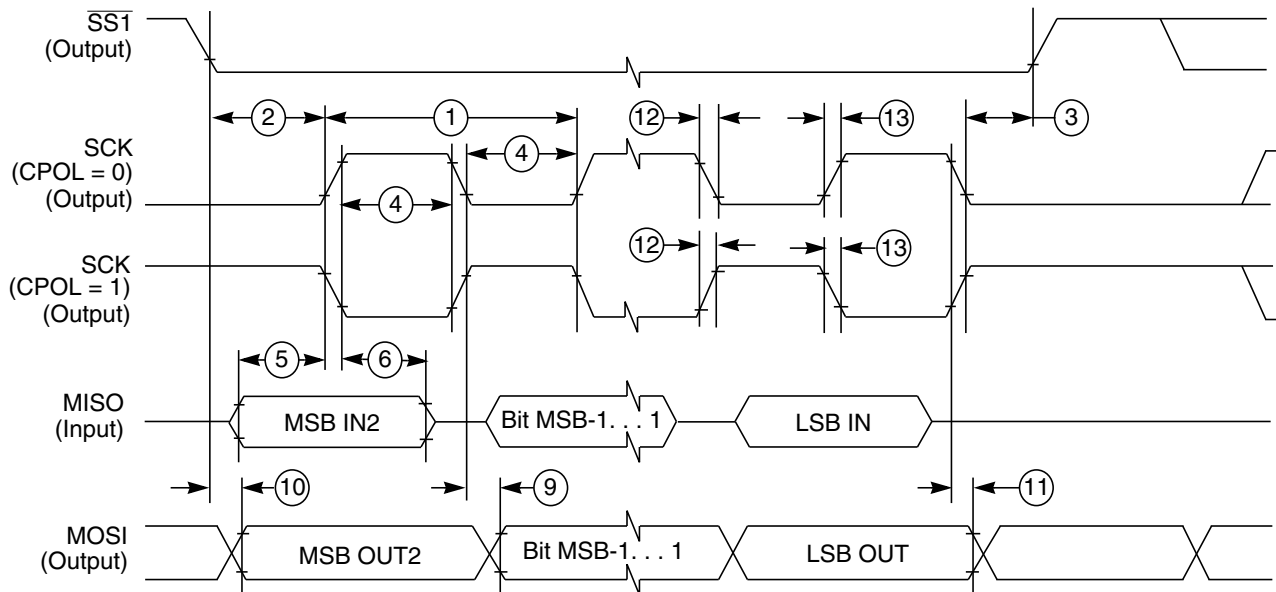 SS1
(Output)
2
1
12
13
3
SCK
(CPOL = 0)
(Output)
4
4
12
13
SCK
(CPOL = 1)
(Output)
5
6
MISO
(Input)
MSB IN2
Bit MSB-1. . . 1
LSB IN
10
9
11
MOSI
(Output)
MSB OUT2
Bit MSB-1. . . 1
LSB OUT